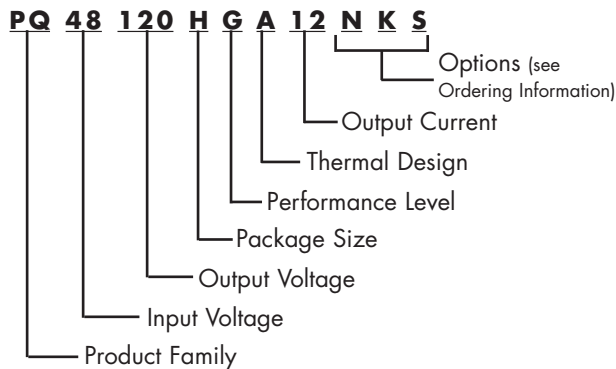 PQ 48 120 H G A 12 N K S
Options (see
Ordering Information)
Output Current
Thermal Design
Performance Level
Package Size
Output Voltage
Input Voltage
Product Family